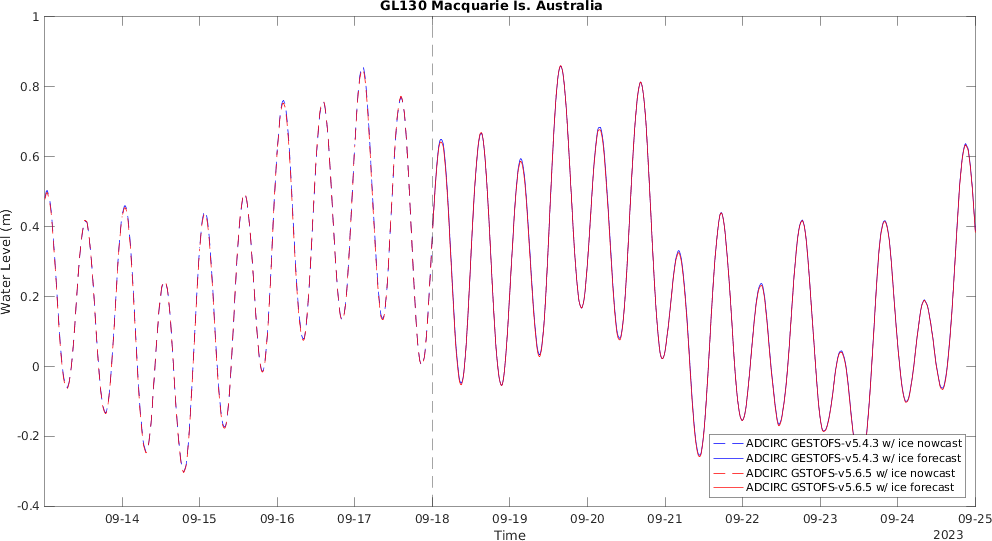 GL130 Macquarie Is. Australia
1
0.8
0.6
0.4
0.2
0
-0.2
-0.4
Water Level (m)
09-14 09-15 09-16 09-17 09-18 09-19 09-20 09-21 09-22 09-23 09-24 09-25
Time
2023
ADCIRC GESTOFS-v5.4.3 w/ ice nowcast
ADCIRC GESTOFS-v5.4.3 w/ ice forecast
ADCIRC GSTOFS-v5.6.5 w/ ice nowcast
ADCIRC GSTOFS-v5.6.5 w/ ice forecast